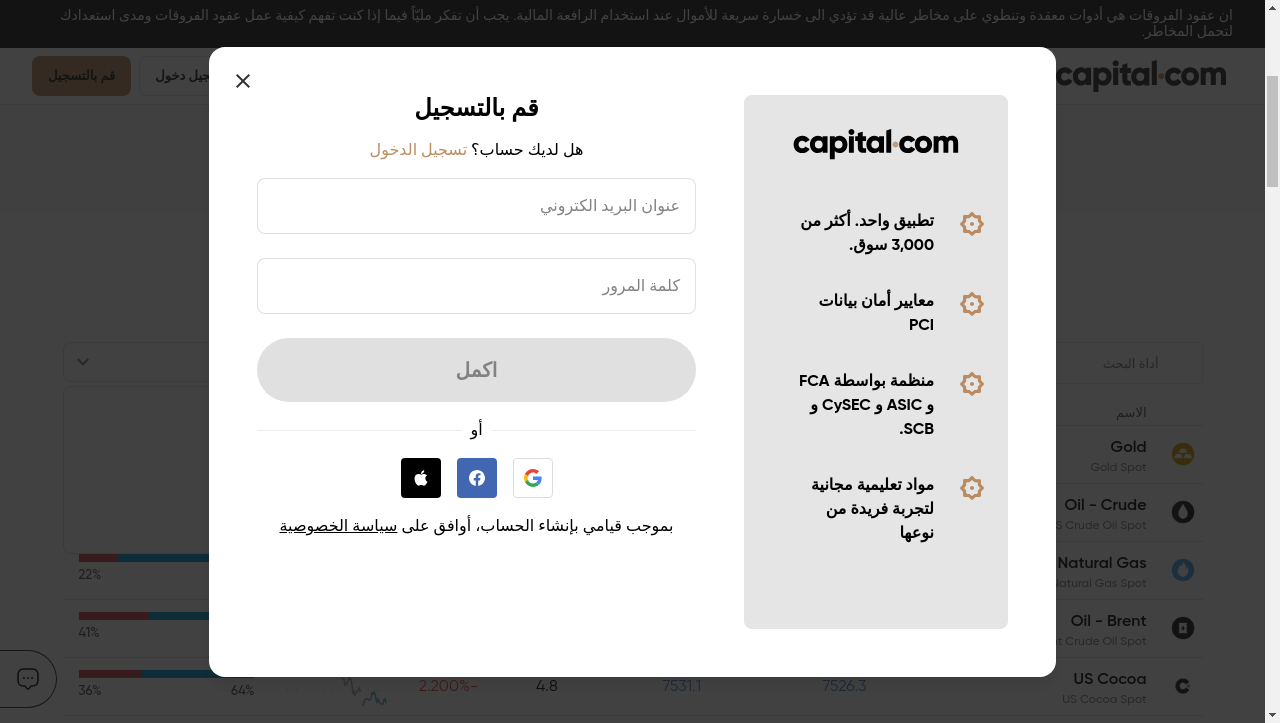 ان عقود الفروقات هي أدوات معقدة وتنطوي على مخاطر عالية قد تؤدي الى خسارة سريعة للأموال عند استخدام الرافعة المالية. يجب أن تفكر مليّاً فيما إذا كنت تفهم كيفية عمل عقود الفروقات ومدى استعدادك
لتحمل المخاطر.
capital.com
دخول
قم بالتسجيل
capital.com
تطبيق واحد. أكثر من
3,000 سوق.
معايير أمان بيانات
PCI
منظمة بواسطة FCA
و ASIC و CySEC و
SCB.
مواد تعليمية مجانية
لتجربة فريدة من
نوعها
قم بالتسجيل
هل لديك حساب؟ تسجيل الدخول
عنوان البريد الكتروني
كلمة المرور
اكمل
أو
بموجب قيامي بإنشاء الحساب، أوافق على سياسة الخصوصية
أداة البحث
الاسم
Gold
Gold Spot
22%
Oil - Crude
Crude Oil Spot
Natural Gas
Natural Gas Spot
41%
Oil - Brent
Crude Oil Spot
US Cocoa
US Cocoa Spot
7526.3
7531.1
4.8
2.200%-
64%
36%